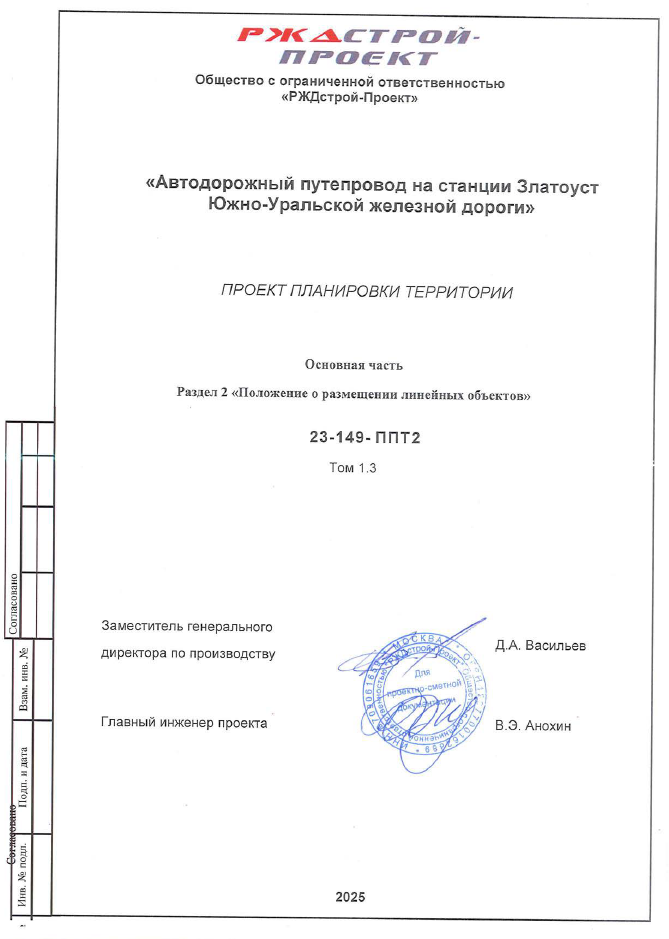 РЖДСТРОЙ-
ПРОЕКТ
Общество с ограниченной ответственностью
«РЖДстрой-Проект»
«Автодорожный путепровод на станции Златоуст
Южно-Уральской железной дороги»
ПРОЕКТ ПЛАНИРОВКИ ТЕРРИТОРИИ
Основная часть
Раздел 2 «Положение о размещении линейных объектов»
23-149- ППТ2
Том 1.3
Согласовано
Взам. инв. №
Подп. и дата
Согласовано
Инв. № подл.
Заместитель генерального
директора по производству
Д.А. Васильев
МОСКВА
Для
проектно-сметной
документации
Главный инженер проекта
В.Э. Анохин
2025